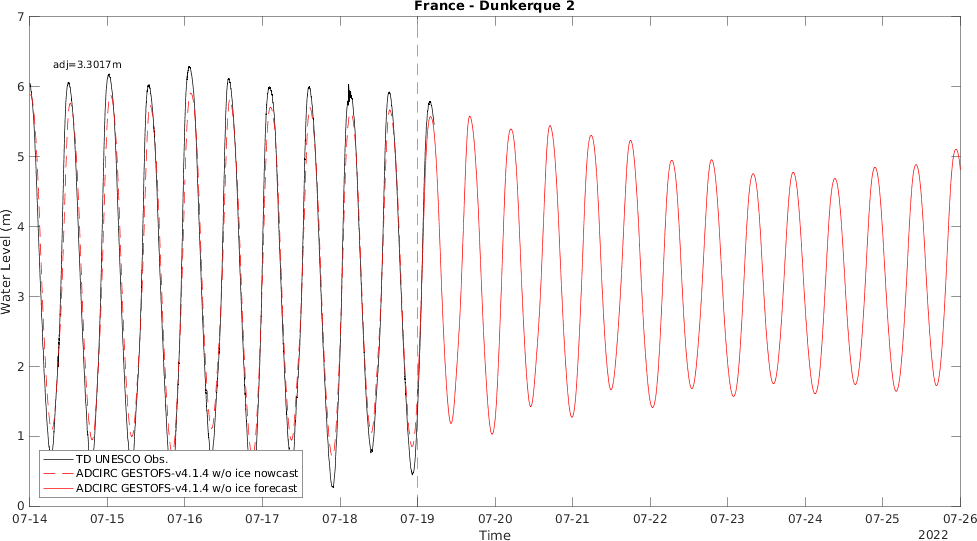 France - Dunkerque 2
7
adj=3.3017m
6
5
4
3
2
1
0
Water Level (m)
TD UNESCO Obs.
ADCIRC GESTOFS-v4.1.4 w/o ice nowcast
ADCIRC GESTOFS-v4.1.4 w/o ice forecast
07-14 07-15 07-16 07-17 07-18 07-19 07-20 07-21 07-22 07-23 07-24 07-25 07-26
Time
2022